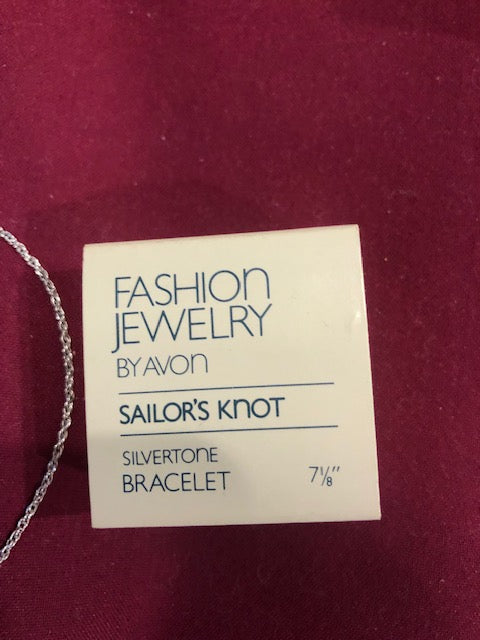 FASHION
JEWELRY
BY AVON
SAILOR'S KNOT
SILVERTONE
BRACELET 7⅛"